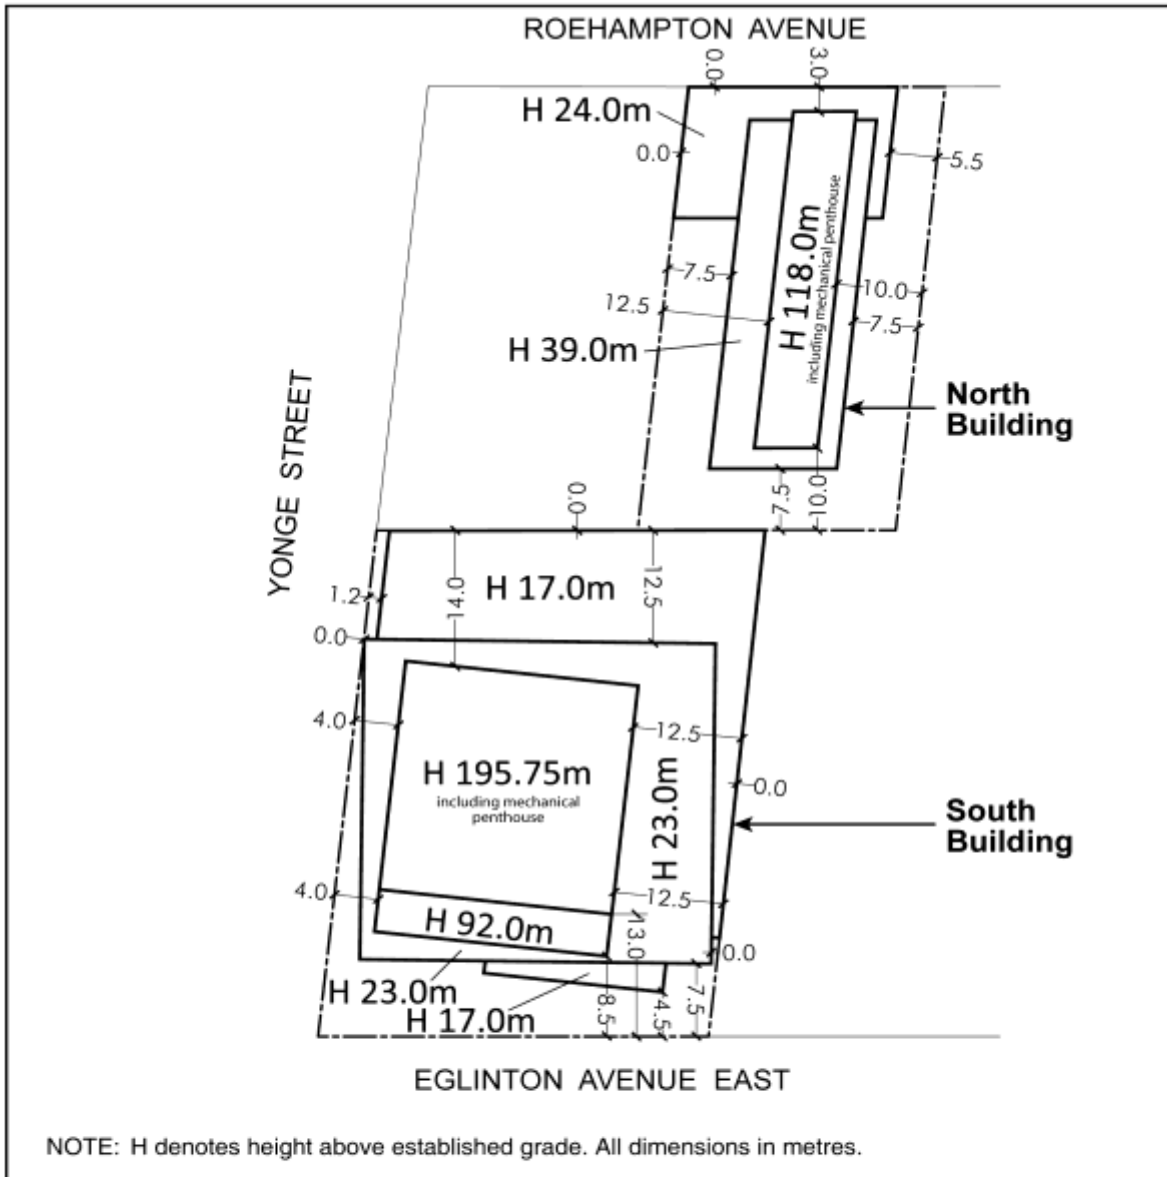 ROEHAMPTON AVENUE
0.0
3.0
H 24.0m
0.0
5.5
H 118.0m
including mechanical penthouse
7.5
10.0
12.5
7.5
H 39.0m
North
Building
YONGE STREET
7.5
10.0
0.0
14.0
H 17.0m
12.5
1.2
0.0
4.0
12.5
H 195.75m
including mechanical
penthouse
H 23.0m
0.0
South
Building
4.0
12.5
H 92.0m
13.0
0.0
H 23.0m
H 17.0m
8.5
4.5
7.5
EGLINTON AVENUE EAST
NOTE: H denotes height above established grade. All dimensions in metres.